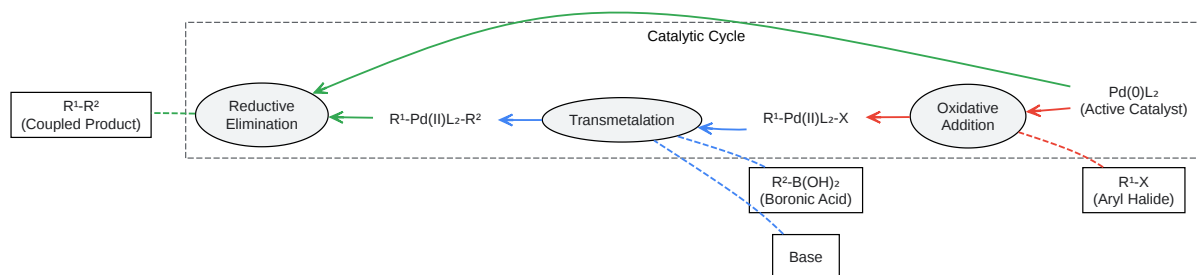 Catalytic Cycle
R¹-R²
(Coupled Product)
Reductive
Elimination
R¹-Pd(II)L₂-R²
Transmetalation
R¹-Pd(II)L₂-X
Oxidative
Addition
Pd(0)L₂
(Active Catalyst)
R²-B(OH)₂
(Boronic Acid)
R¹-X
(Aryl Halide)
Base